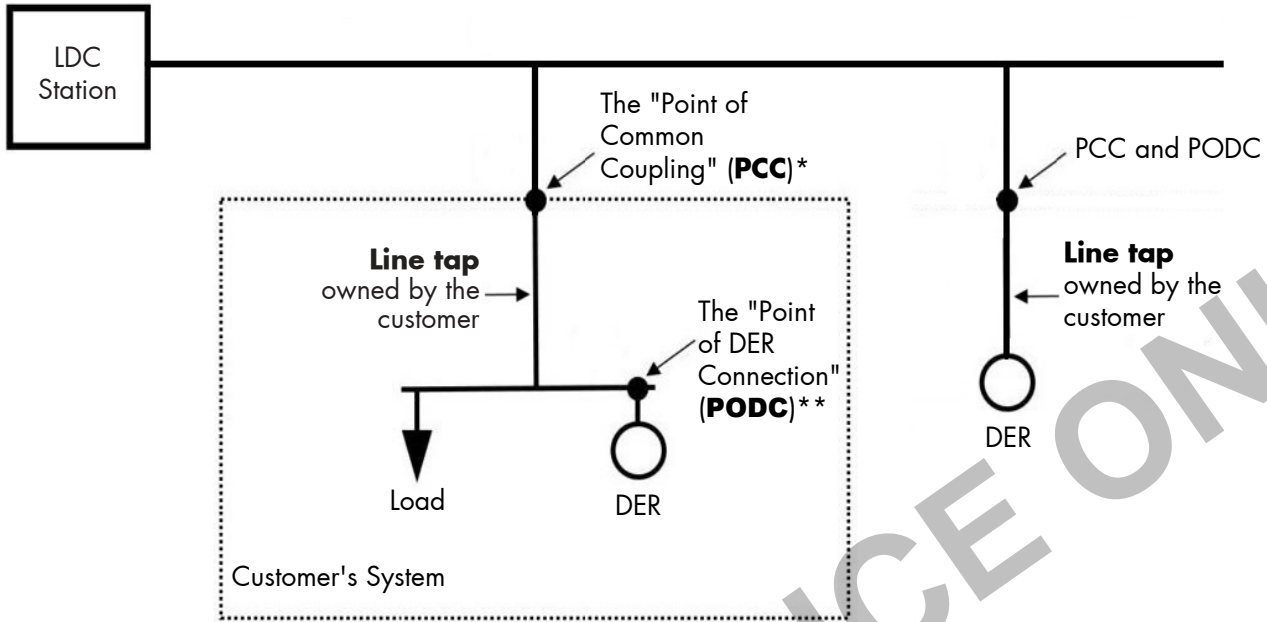 LDC
Station
The "Point of
Common
Coupling" (PCC)*
PCC and PODC
Line tap
owned by the
customer
The "Point
of DER
Connection"
(PODC)**
Load
DER
Customer's System
Line tap
owned by the
customer
DER